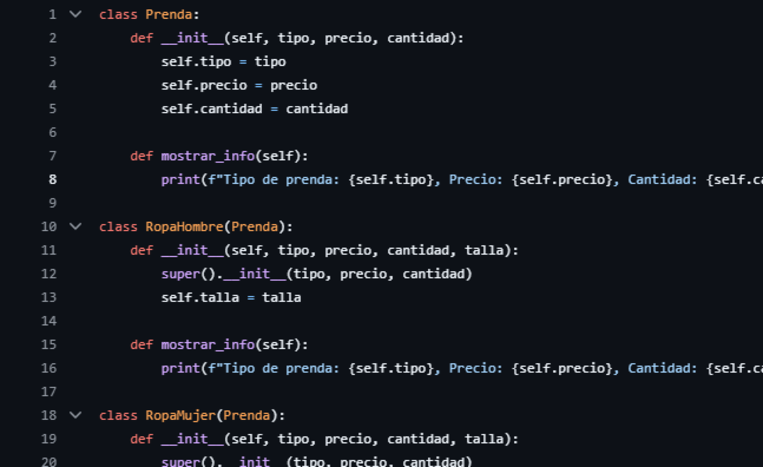 1 class Prenda:
2 def __init__(self, tipo, precio, cantidad):
3 self.tipo = tipo
4 self.precio = precio
5 self.cantidad = cantidad
6
7 def mostrar_info(self):
8 print(f"Tipo de prenda: {self.tipo}, Precio: {self.precio}, Cantidad: {self.ca
9
10 class RopaHombre(Prenda):
11 def __init__(self, tipo, precio, cantidad, talla):
12 super().__init__(tipo, precio, cantidad)
13 self.talla = talla
14
15 def mostrar_info(self):
16 print(f"Tipo de prenda: {self.tipo}, Precio: {self.precio}, Cantidad: {self.ca
17
18 class RopaMujer(Prenda):
19 def __init__(self, tipo, precio, cantidad, talla):
20 super().__init__(tipo, precio, cantidad)